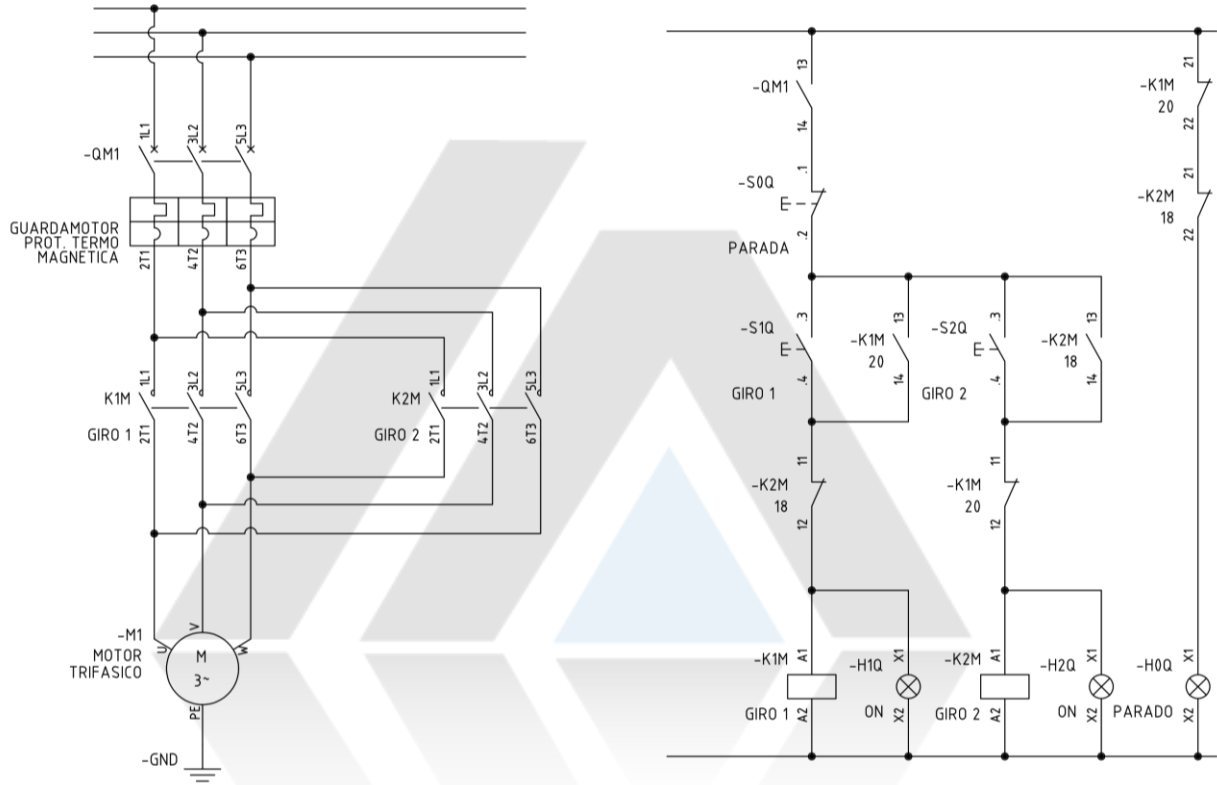 1L1
3L2
5L3
-QM1
GUARDAMOTOR
PROT. TERMO
MAGNETICA
2T1
4T2
6T3
1L1
3L2
5L3
K1M
GIRO 1
2T1
4T2
6T3
1L1
3L2
5L3
K2M
GIRO 2
2T1
4T2
6T3
-M1
MOTOR
TRIFASICO
U
V
W
M
3~
PE
-GND
13
-QM1
14
.1
-S0Q
.2
PARADA
.3
-S1Q
.4
GIRO 1
13
-K1M
20
14
.3
-S2Q
.4
GIRO 2
13
-K2M
18
14
11
-K2M
18
12
11
-K1M
20
12
-K1M
A1
GIRO 1
A2
-H1Q
X1
ON
X2
-K2M
A1
GIRO 2
A2
-H2Q
X1
ON
X2
21
-K1M
20
22
21
-K2M
18
22
-H0Q
X1
PARADO
X2